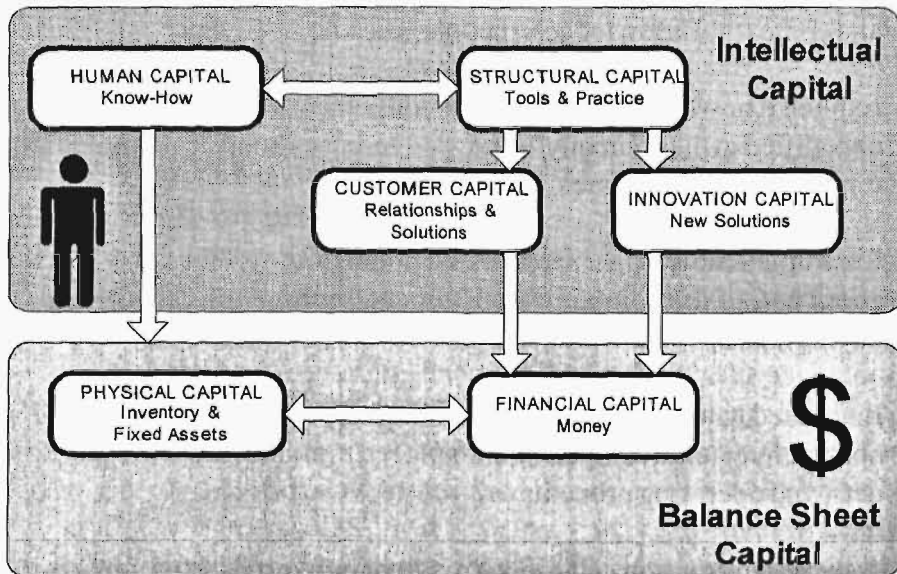 Intellectual
Capital
HUMAN CAPITAL
Know-How
STRUCTURAL CAPITAL
Tools & Practice
CUSTOMER CAPITAL
Relationships &
Solutions
INNOVATION CAPITAL
New Solutions
PHYSICAL CAPITAL
Inventory &
Fixed Assets
FINANCIAL CAPITAL
Money
$
Balance Sheet
Capital